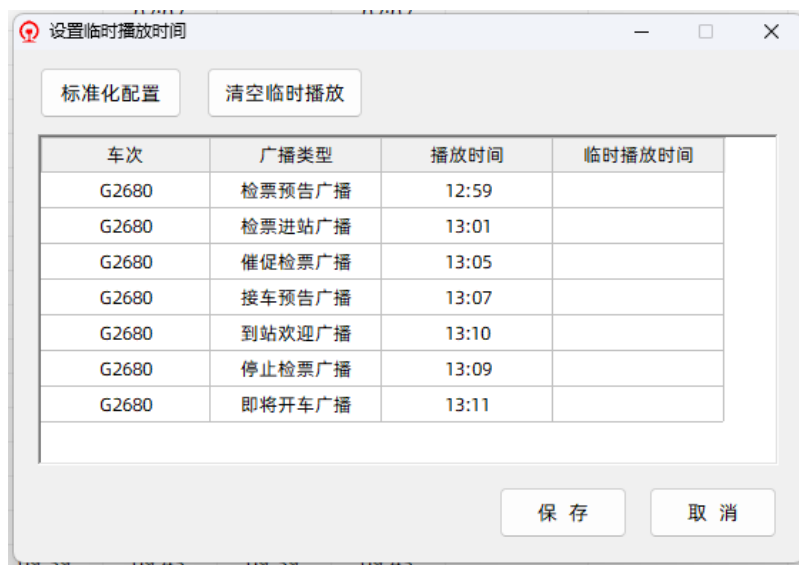 设置临时播放时间
标准化配置 清空临时播放
车次 广播类型 播放时间 临时播放时间
G2680 检票预告广播 12:59
G2680 检票进站广播 13:01
G2680 催促检票广播 13:05
G2680 接车预告广播 13:07
G2680 到站欢迎广播 13:10
G2680 停止检票广播 13:09
G2680 即将开车广播 13:11
保 存 取 消